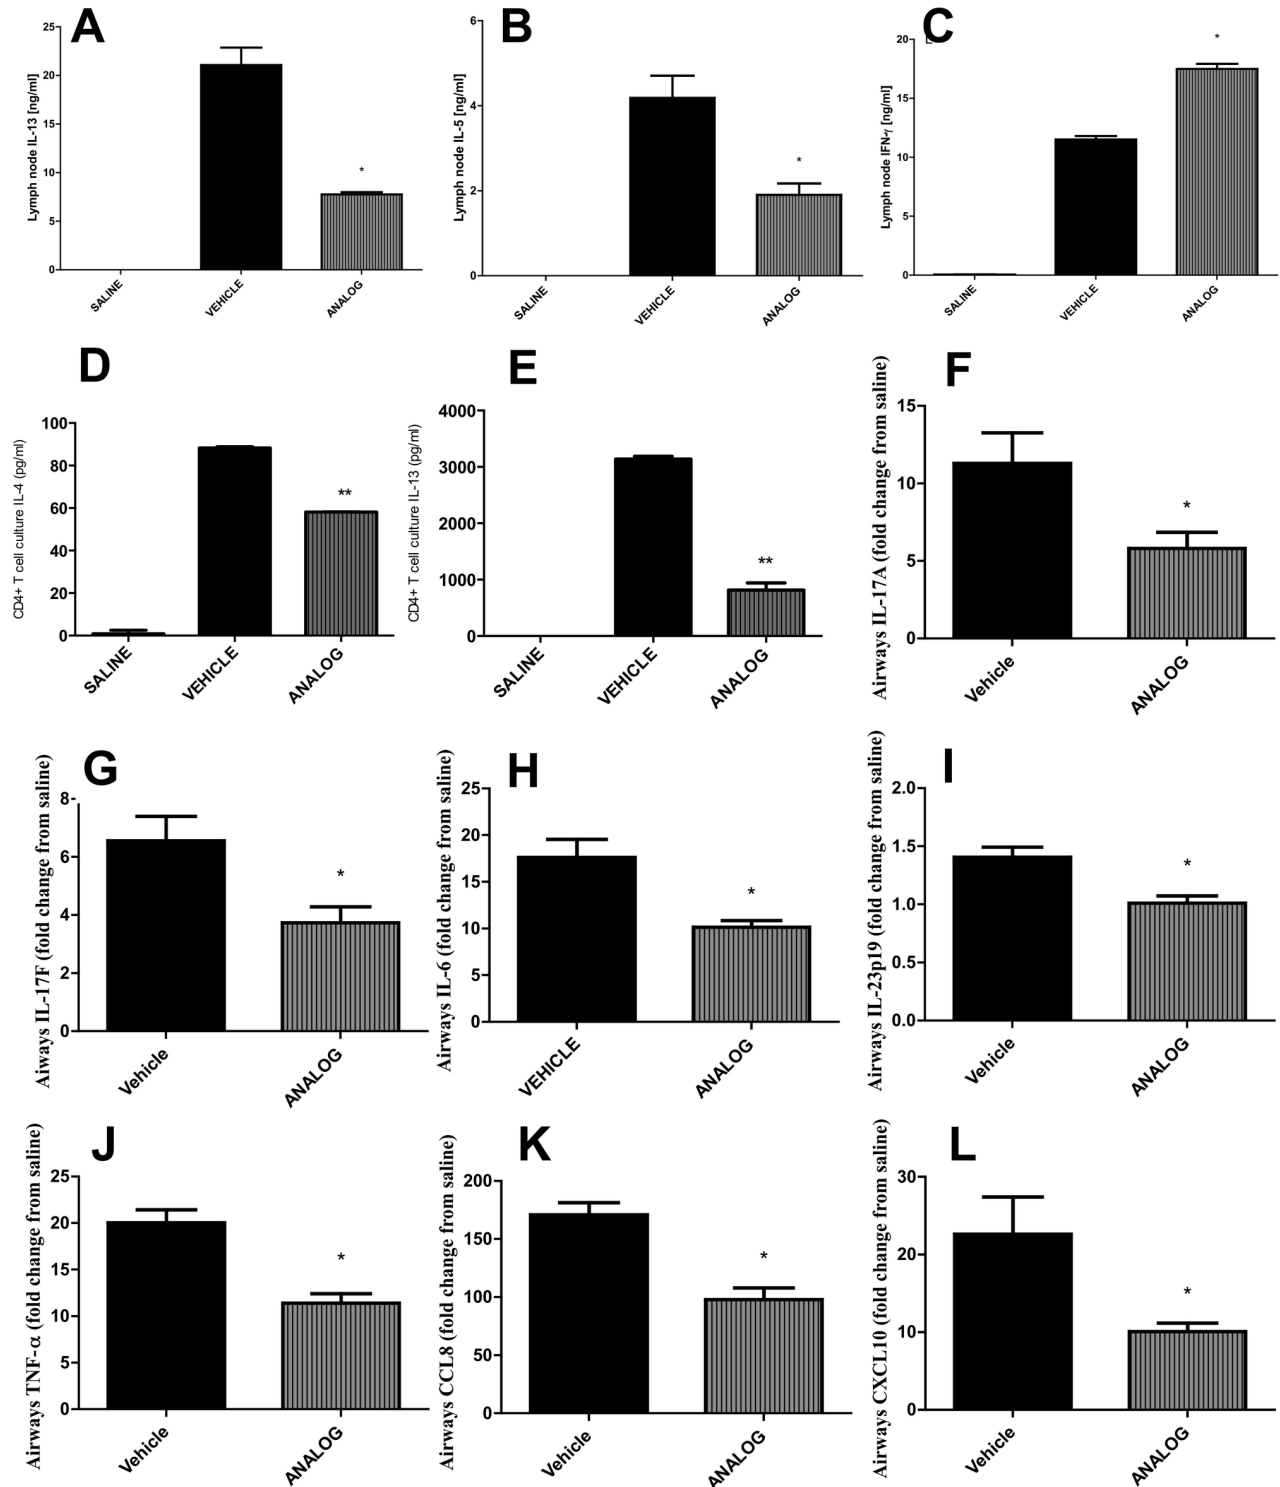 A
Lymph node IL-13 [ng/ml]
25
20
15
10
5
0
*
SALINE
VEHICLE
ANALOG
B
Lymph node IL-5 [ng/ml]
6
4
2
0
*
SALINE
VEHICLE
ANALOG
C
Lymph node IFN-γ [ng/ml]
20
15
10
5
0
*
SALINE
VEHICLE
ANALOG
D
CD4+ T cell culture IL-4 (pg/ml)
100
80
60
40
20
0
**
SALINE
VEHICLE
ANALOG
E
CD4+ T cell culture IL-13 (pg/ml)
4000
3000
2000
1000
0
**
SALINE
VEHICLE
ANALOG
F
Airways IL-17A (fold change from saline)
15
10
5
0
*
Vehicle
ANALOG
G
Aiways IL-17F (fold change from saline)
8
6
4
2
0
*
Vehicle
ANALOG
H
Airways IL-6 (fold change from saline)
25
20
15
10
5
0
*
VEHICLE
ANALOG
I
Airways IL-23p19 (fold change from saline)
2.0
1.5
1.0
0.5
0.0
*
Vehicle
ANALOG
J
Airways TNF-α (fold change from saline)
25
20
15
10
5
0
*
Vehicle
ANALOG
K
Airways CCL8 (fold change from saline)
200
150
100
50
0
*
Vehicle
ANALOG
L
Airways CXCL10 (fold change from saline)
30
20
10
0
*
Vehicle
ANALOG